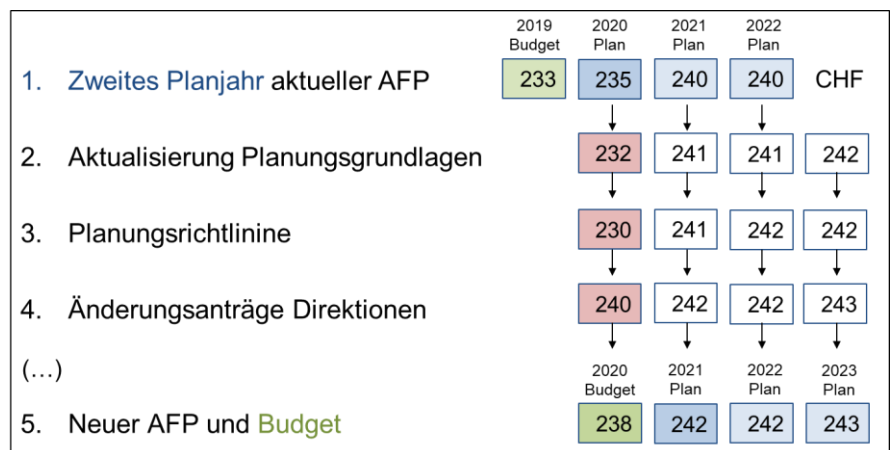 2019 2020 2021 2022
Budget Plan Plan Plan
1. Zweites Planjahr aktueller AFP 233 235 240 240 CHF
2. Aktualisierung Planungsgrundlagen 232 241 241 242
3. Planungsrichtlinine 230 241 242 242
4. Änderungsanträge Direktionen 240 242 242 243
(...)
2020 2021 2022 2023
Budget Plan Plan Plan
5. Neuer AFP und Budget 238 242 242 243